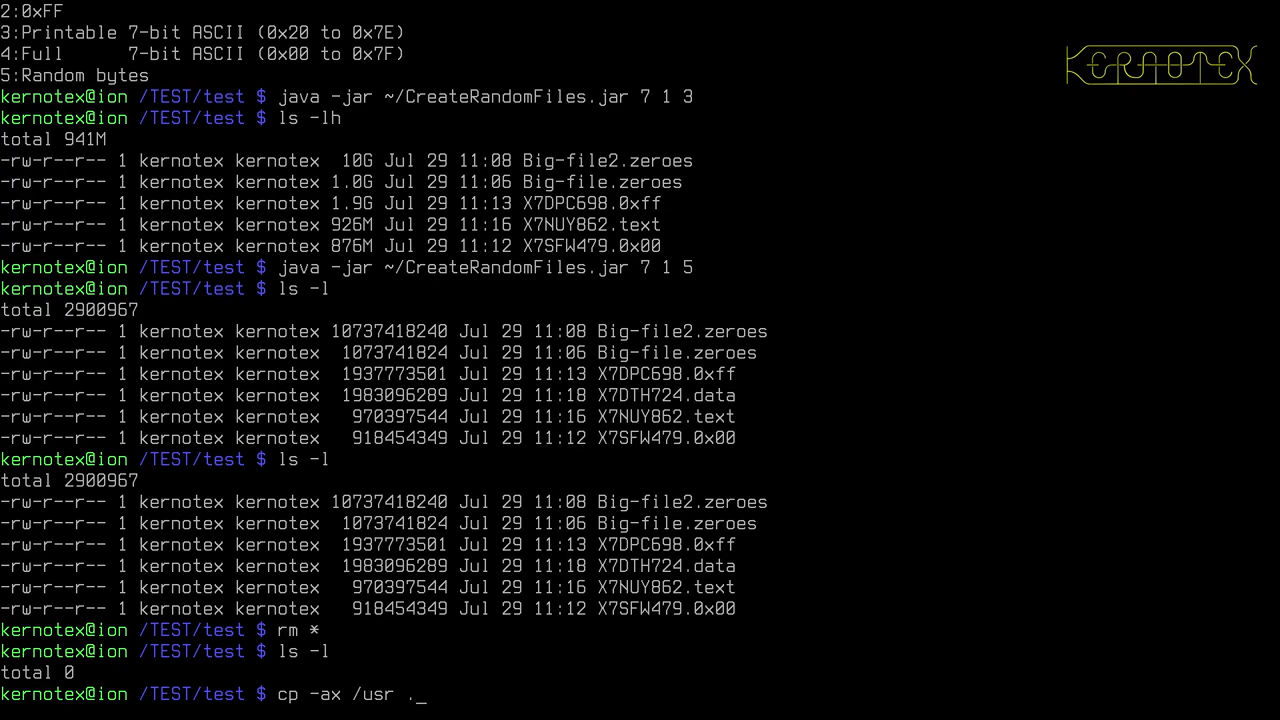 2:0xFF
3:Printable 7-bit ASCII (0x20 to 0x7E)
4:Full      7-bit ASCII (0x00 to 0x7F)
5:Random bytes
KERNOTEX
kernotex@ion /TEST/test $ java -jar ~/CreateRandomFiles.jar 7 1 3
kernotex@ion /TEST/test $ ls -lh
total 941M
-rw-r--r-- 1 kernotex kernotex  10G Jul 29 11:08 Big-file2.zeroes
-rw-r--r-- 1 kernotex kernotex 1.0G Jul 29 11:06 Big-file.zeroes
-rw-r--r-- 1 kernotex kernotex 1.9G Jul 29 11:13 X7DPC698.0xff
-rw-r--r-- 1 kernotex kernotex 926M Jul 29 11:16 X7NUY862.text
-rw-r--r-- 1 kernotex kernotex 876M Jul 29 11:12 X7SFW479.0x00
kernotex@ion /TEST/test $ java -jar ~/CreateRandomFiles.jar 7 1 5
kernotex@ion /TEST/test $ ls -l
total 2900967
-rw-r--r-- 1 kernotex kernotex 10737418240 Jul 29 11:08 Big-file2.zeroes
-rw-r--r-- 1 kernotex kernotex  1073741824 Jul 29 11:06 Big-file.zeroes
-rw-r--r-- 1 kernotex kernotex  1937773501 Jul 29 11:13 X7DPC698.0xff
-rw-r--r-- 1 kernotex kernotex  1983096289 Jul 29 11:18 X7DTH724.data
-rw-r--r-- 1 kernotex kernotex   970397544 Jul 29 11:16 X7NUY862.text
-rw-r--r-- 1 kernotex kernotex   918454349 Jul 29 11:12 X7SFW479.0x00
kernotex@ion /TEST/test $ ls -l
total 2900967
-rw-r--r-- 1 kernotex kernotex 10737418240 Jul 29 11:08 Big-file2.zeroes
-rw-r--r-- 1 kernotex kernotex  1073741824 Jul 29 11:06 Big-file.zeroes
-rw-r--r-- 1 kernotex kernotex  1937773501 Jul 29 11:13 X7DPC698.0xff
-rw-r--r-- 1 kernotex kernotex  1983096289 Jul 29 11:18 X7DTH724.data
-rw-r--r-- 1 kernotex kernotex   970397544 Jul 29 11:16 X7NUY862.text
-rw-r--r-- 1 kernotex kernotex   918454349 Jul 29 11:12 X7SFW479.0x00
kernotex@ion /TEST/test $ rm *
kernotex@ion /TEST/test $ ls -l
total 0
kernotex@ion /TEST/test $ cp -ax /usr ._